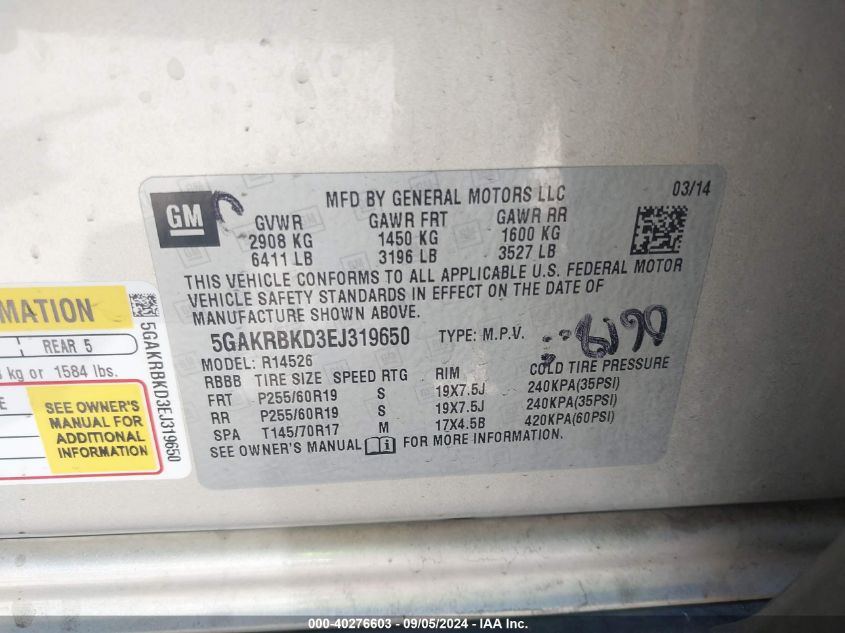 MFD BY GENERAL MOTORS LLC 03/14
GM
GVWR GAWR FRT GAWR RR
2908 KG 1450 KG 1600 KG
6411 LB 3196 LB 3527 LB
THIS VEHICLE CONFORMS TO ALL APPLICABLE U.S. FEDERAL MOTOR
VEHICLE SAFETY STANDARDS IN EFFECT ON THE DATE OF
MANUFACTURE SHOWN ABOVE.
5GAKRBKD3EJ319650 TYPE: M.P.V.
MODEL: R14526
RBBB TIRE SIZE SPEED RTG RIM COLD TIRE PRESSURE
FRT P255/60R19 S 19X7.5J 240KPA(35PSI)
RR P255/60R19 S 19X7.5J 240KPA(35PSI)
SPA T145/70R17 M 17X4.5B 420KPA(60PSI)
SEE OWNER'S MANUAL FOR MORE INFORMATION.
MATION
REAR 5
kg or 1584 lbs.
SEE OWNER'S
MANUAL FOR
ADDITIONAL
INFORMATION
5GAKRBKD3EJ319650
000-40276603 - 09/05/2024 - IAA Inc.